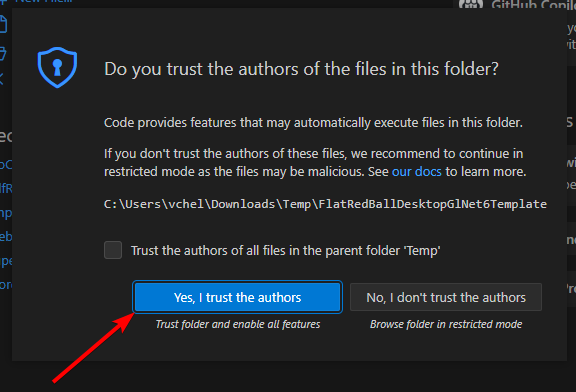 GitHub Copil
Do you trust the authors of the files in this folder?
Code provides features that may automatically execute files in this folder.
If you don't trust the authors of these files, we recommend to continue in
restricted mode as the files may be malicious. See our docs to learn more.
C:\Users\vchel\Downloads\Temp\FlatRedBallDesktopGlNet6Template
Trust the authors of all files in the parent folder 'Temp'
Yes, I trust the authors
No, I don't trust the authors
Trust folder and enable all features
Browse folder in restricted mode